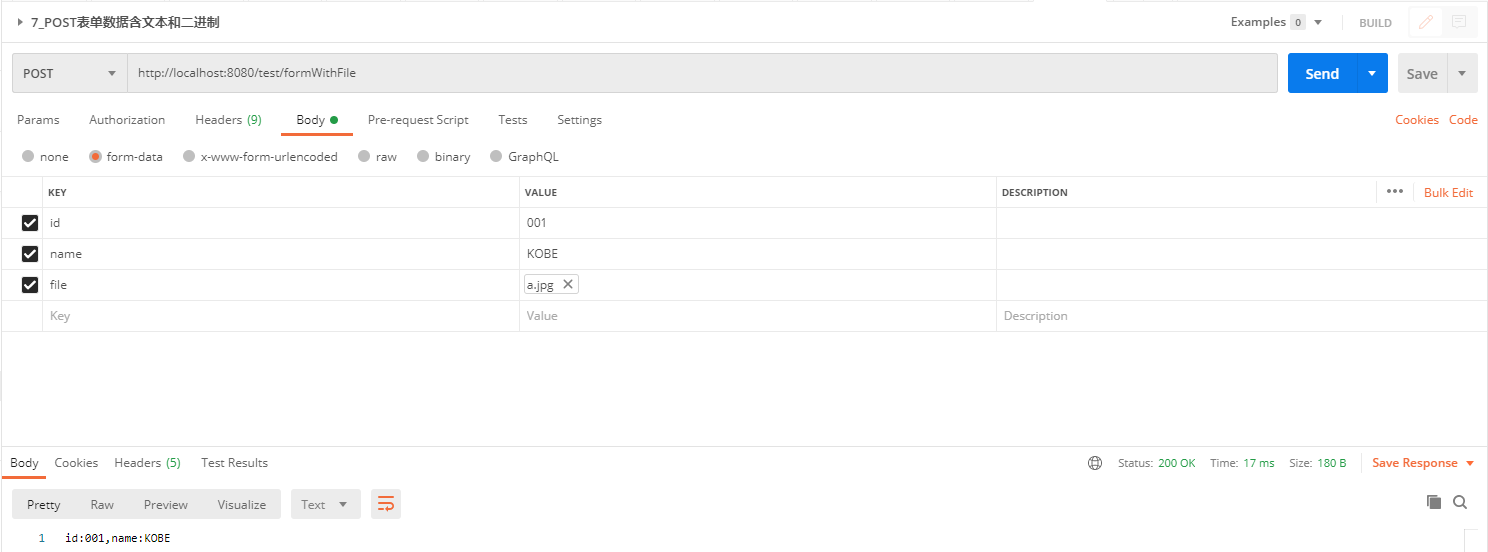 7_POST表单数据含文本和二进制 Examples 0 BUILD
POST http://localhost:8080/test/formWithFile Send Save
Params Authorization Headers (9) Body Pre-request Script Tests Settings Cookies Code
none form-data x-www-form-urlencoded raw binary GraphQL
KEY VALUE DESCRIPTION ••• Bulk Edit
id 001
name KOBE
file a.jpg
Key Value Description
Body Cookies Headers (5) Test Results Status: 200 OK Time: 17 ms Size: 180 B Save Response
Pretty Raw Preview Visualize Text
1 id:001,name:KOBE